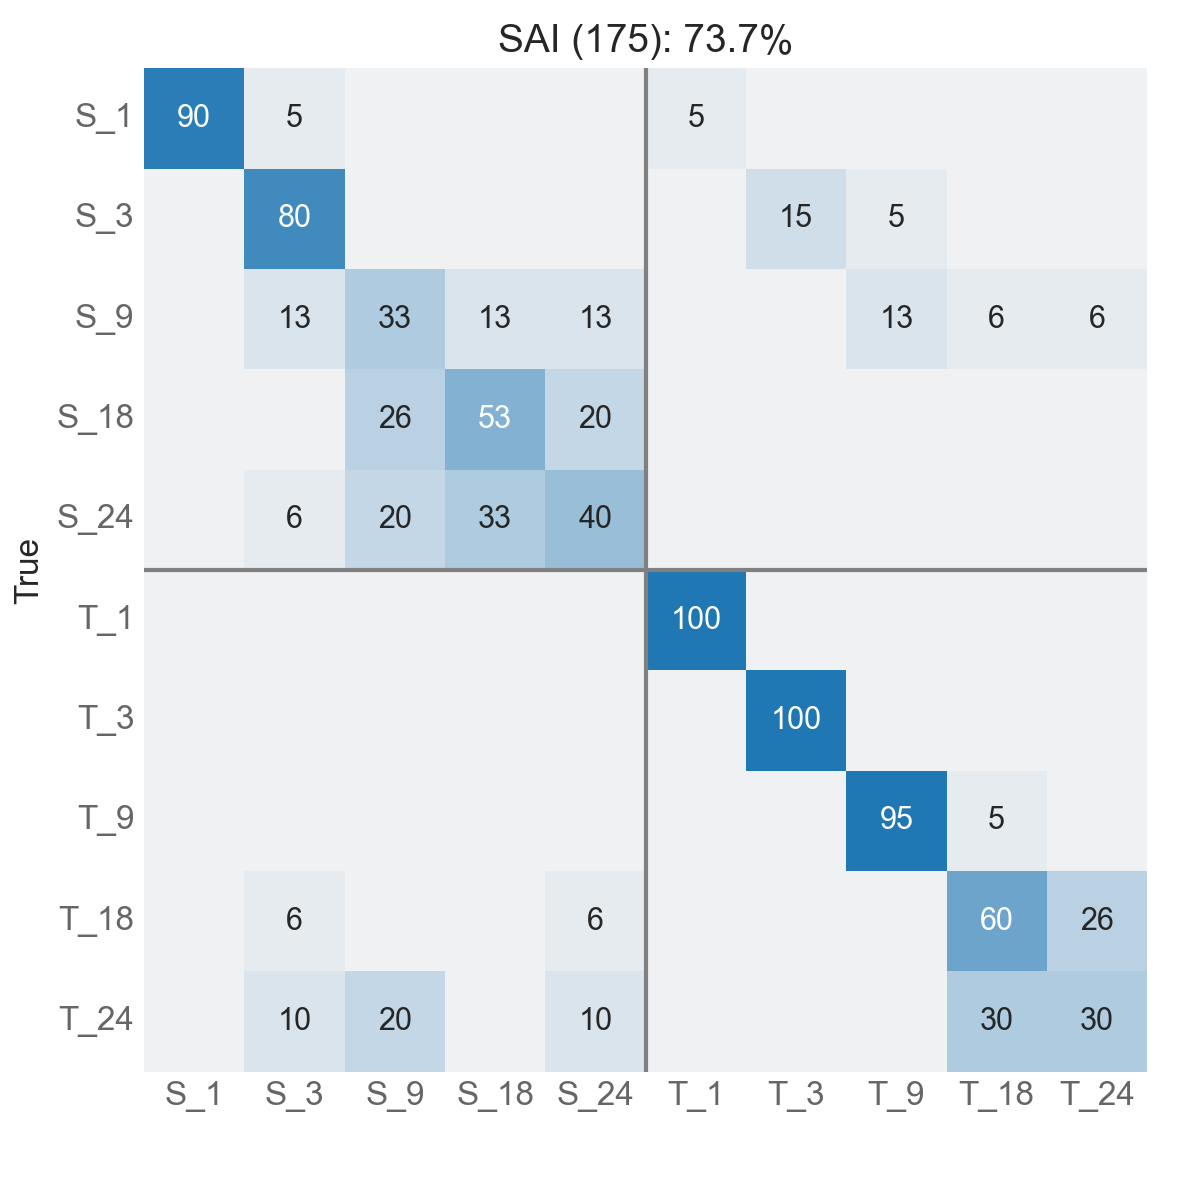 SAI (175): 73.7%
S_1 90 5 5
S_3 80 15 5
S_9 13 33 13 13 13 6 6
S_18 26 53 20
S_24 6 20 33 40
True
T_1 100
T_3 100
T_9 95 5
T_18 6 6 60 26
T_24 10 20 10 30 30
S_1 S_3 S_9 S_18 S_24 T_1 T_3 T_9 T_18 T_24